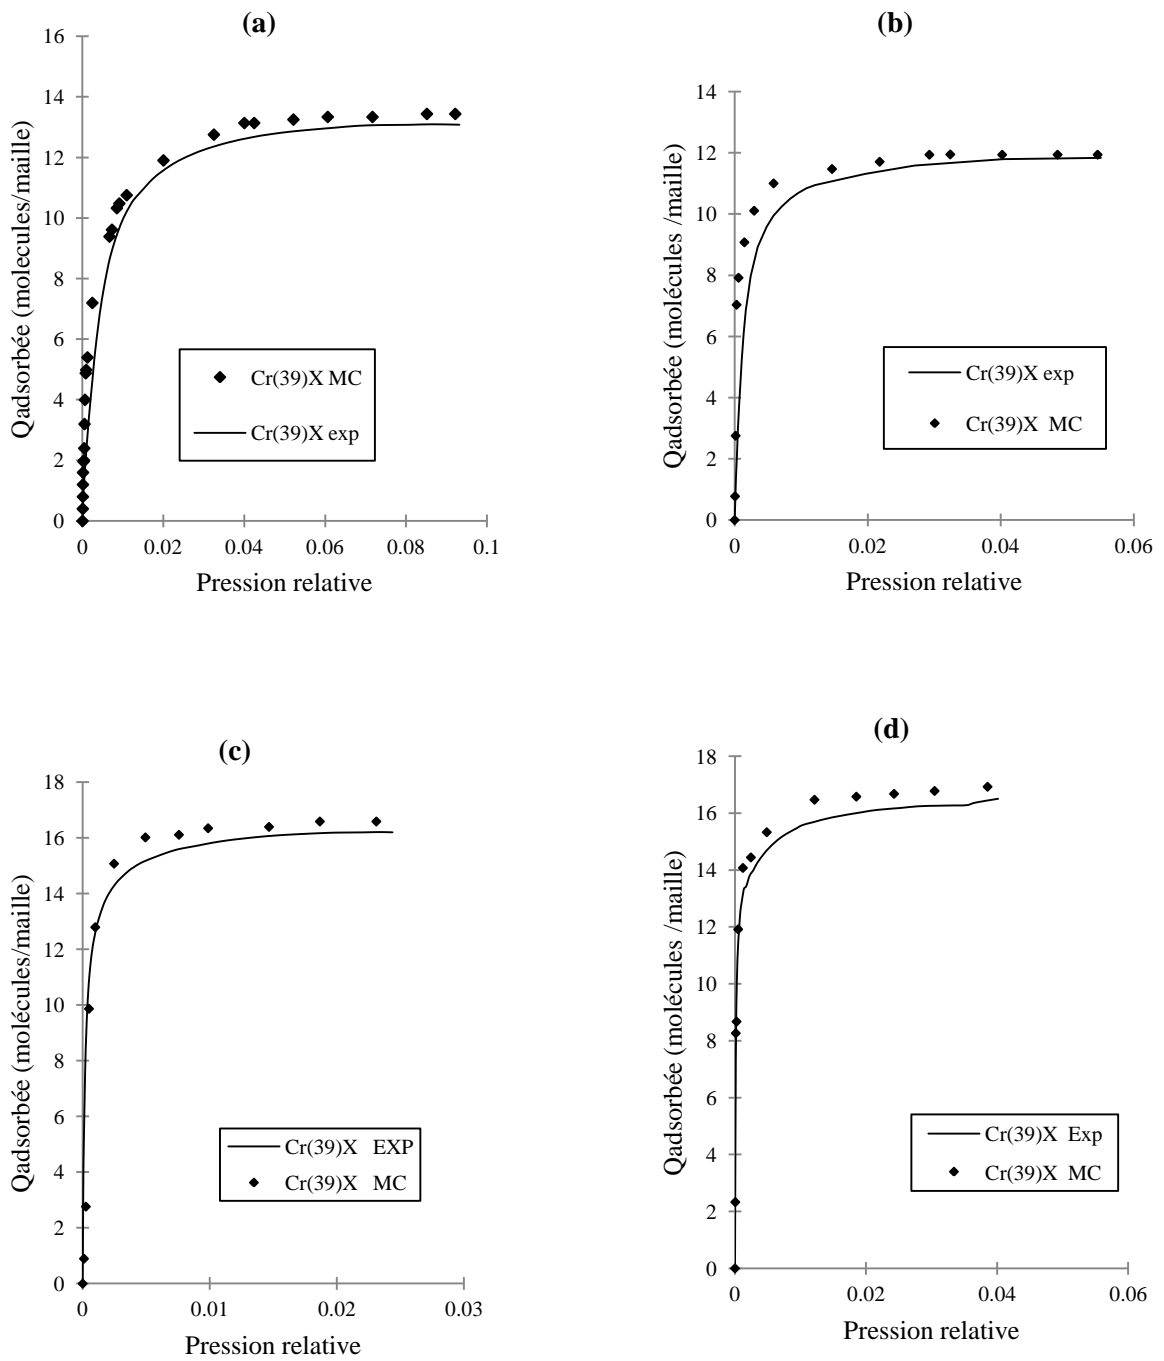 (a)
16
14
12
10
8
6
4
2
0
Qadsorbée (molecules/maille)
Cr(39)X MC
Cr(39)X exp
0 0.02 0.04 0.06 0.08 0.1
Pression relative
(b)
14
12
10
8
6
4
2
0
Qadsorbée (molécules /maille)
Cr(39)X exp
Cr(39)X MC
0 0.02 0.04 0.06
Pression relative
(c)
18
16
14
12
10
8
6
4
2
0
Qadsorbée (molécules/maille)
Cr(39)X EXP
Cr(39)X MC
0 0.01 0.02 0.03
Pression relative
(d)
18
16
14
12
10
8
6
4
2
0
Qadsorbée (molécules /maille)
Cr(39)X Exp
Cr(39)X MC
0 0.02 0.04 0.06
Pression relative